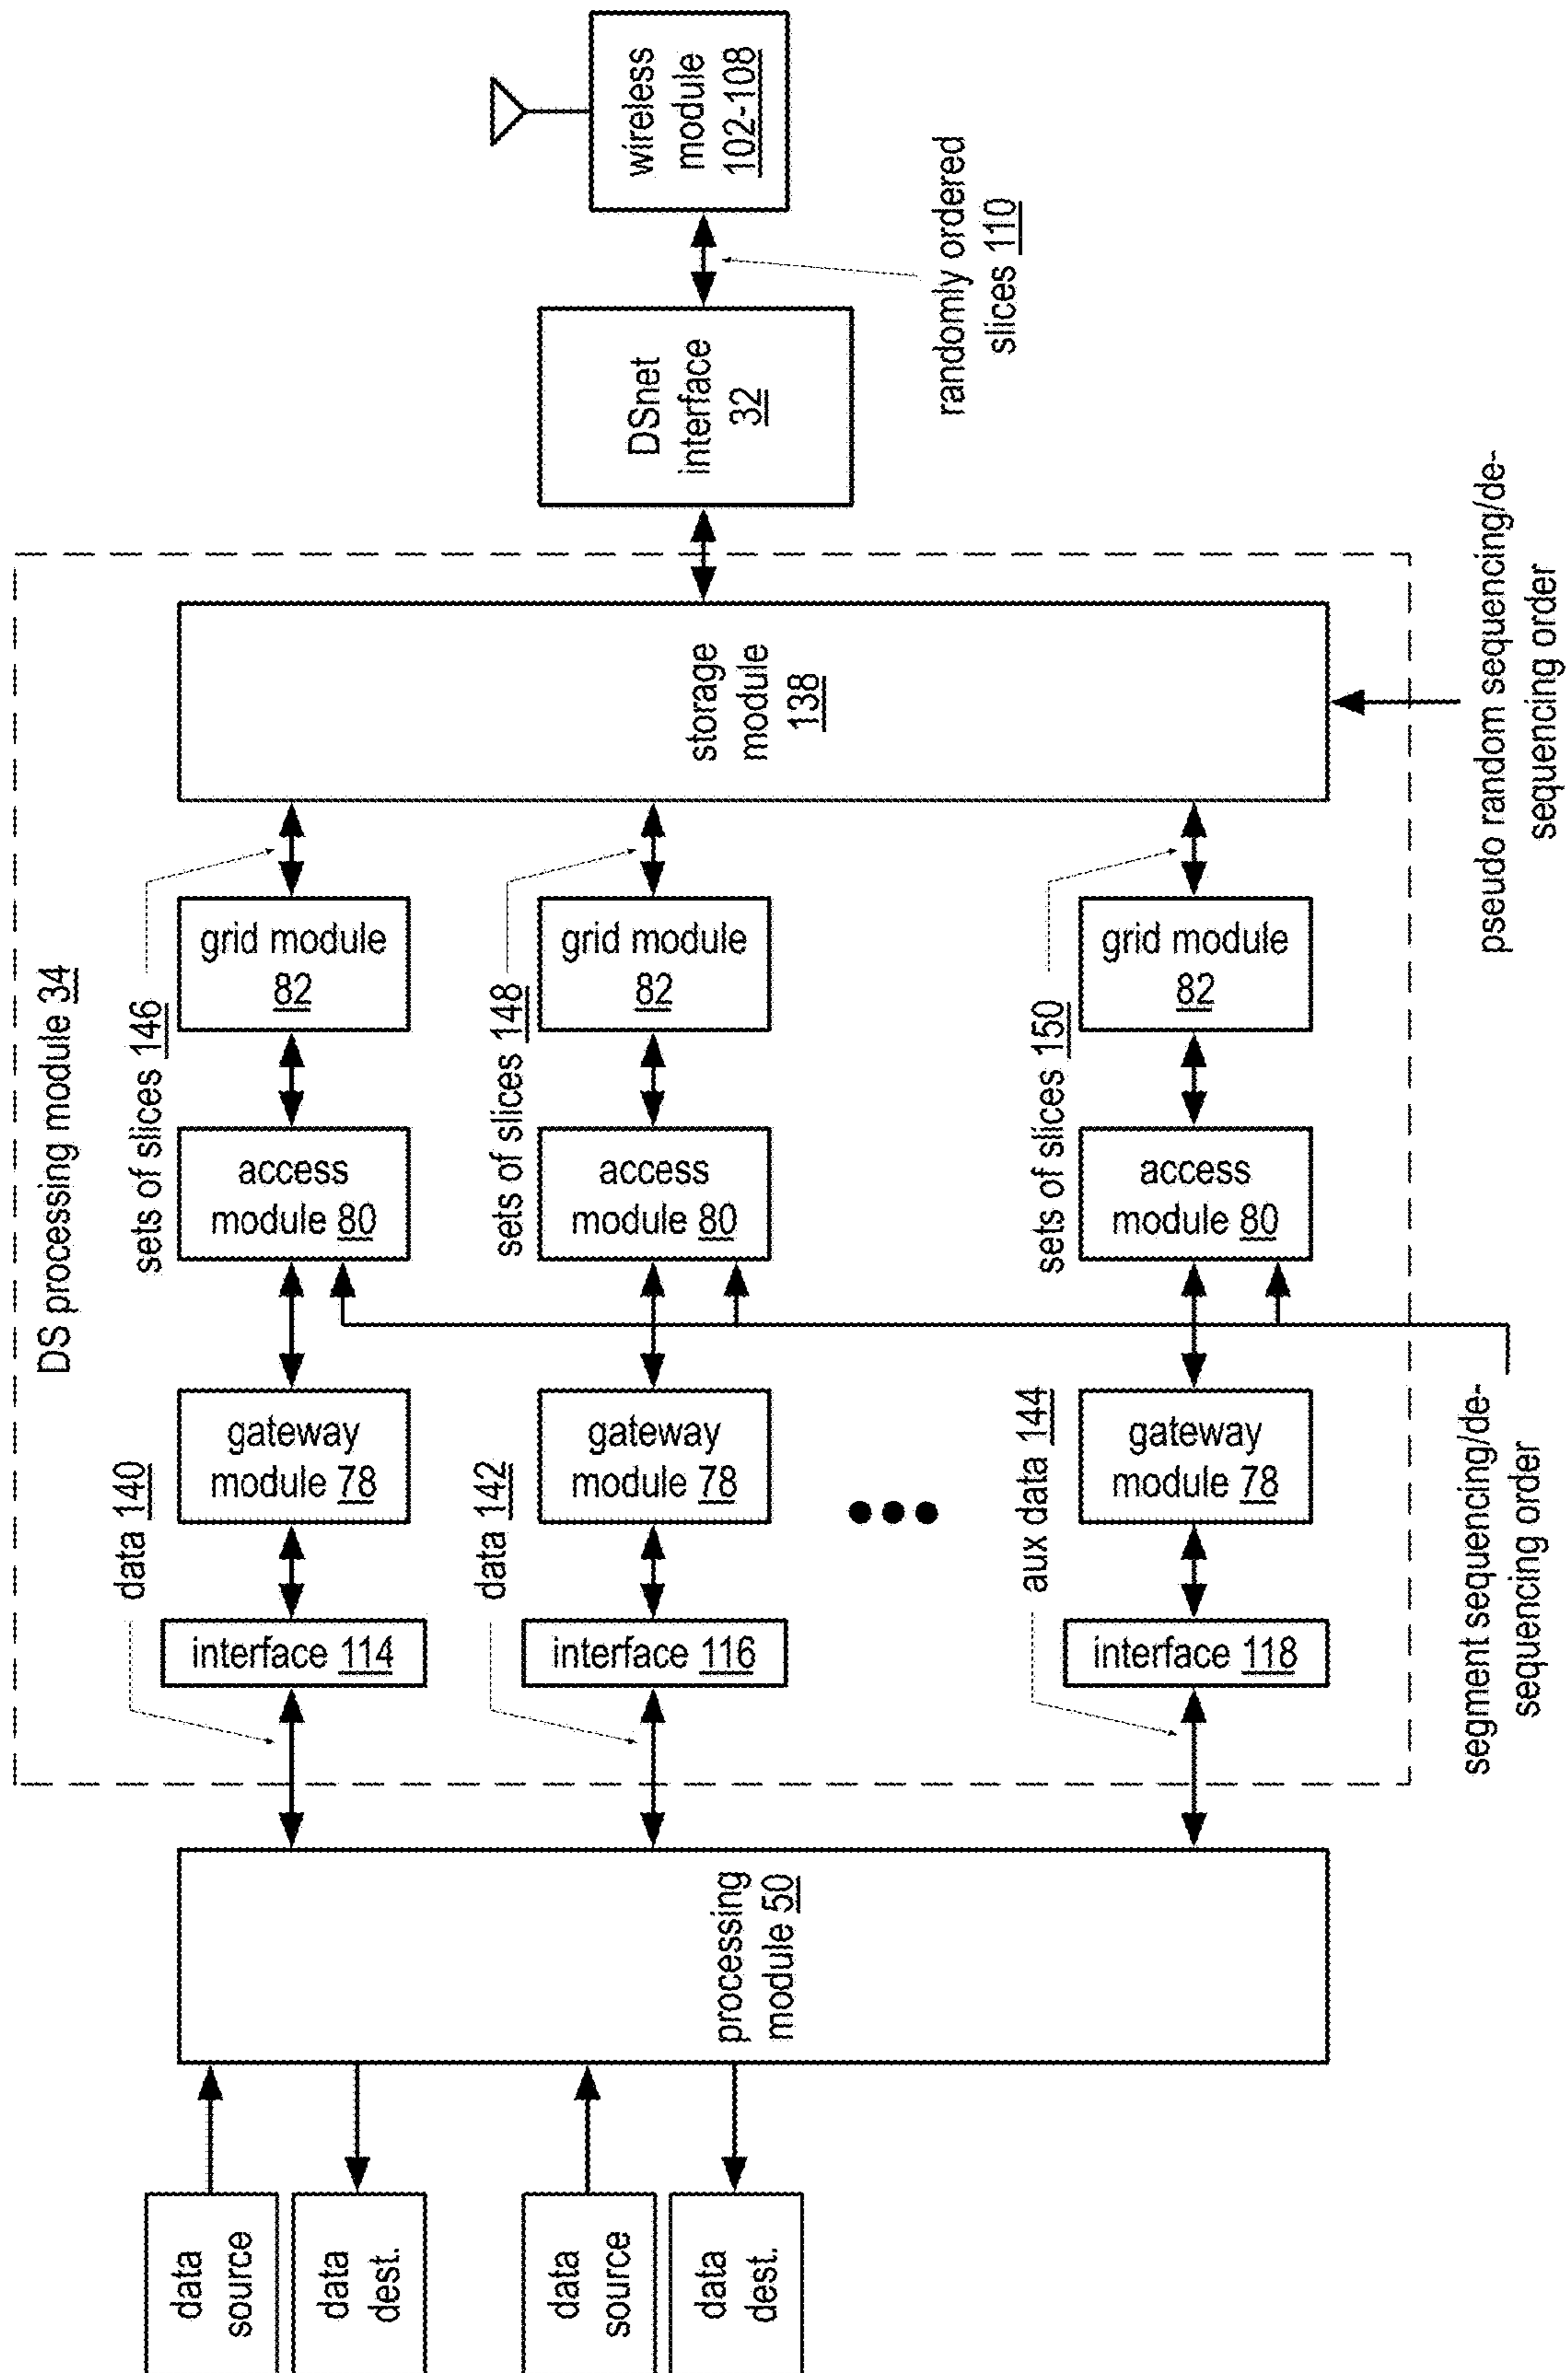 DS processing module 34
data
source
data
dest.
data
source
data
dest.
processing
module 50
data 140
interface 114
gateway
module 78
access
module 80
sets of slices 146
grid module
82
data 142
interface 116
gateway
module 78
access
module 80
sets of slices 148
grid module
82
aux data 144
interface 118
gateway
module 78
access
module 80
sets of slices 150
grid module
82
storage
module
138
DSnet
interface
32
wireless
module
102-108
randomly ordered
slices 110
segment sequencing/de-
sequencing order
pseudo random sequencing/de-
sequencing order